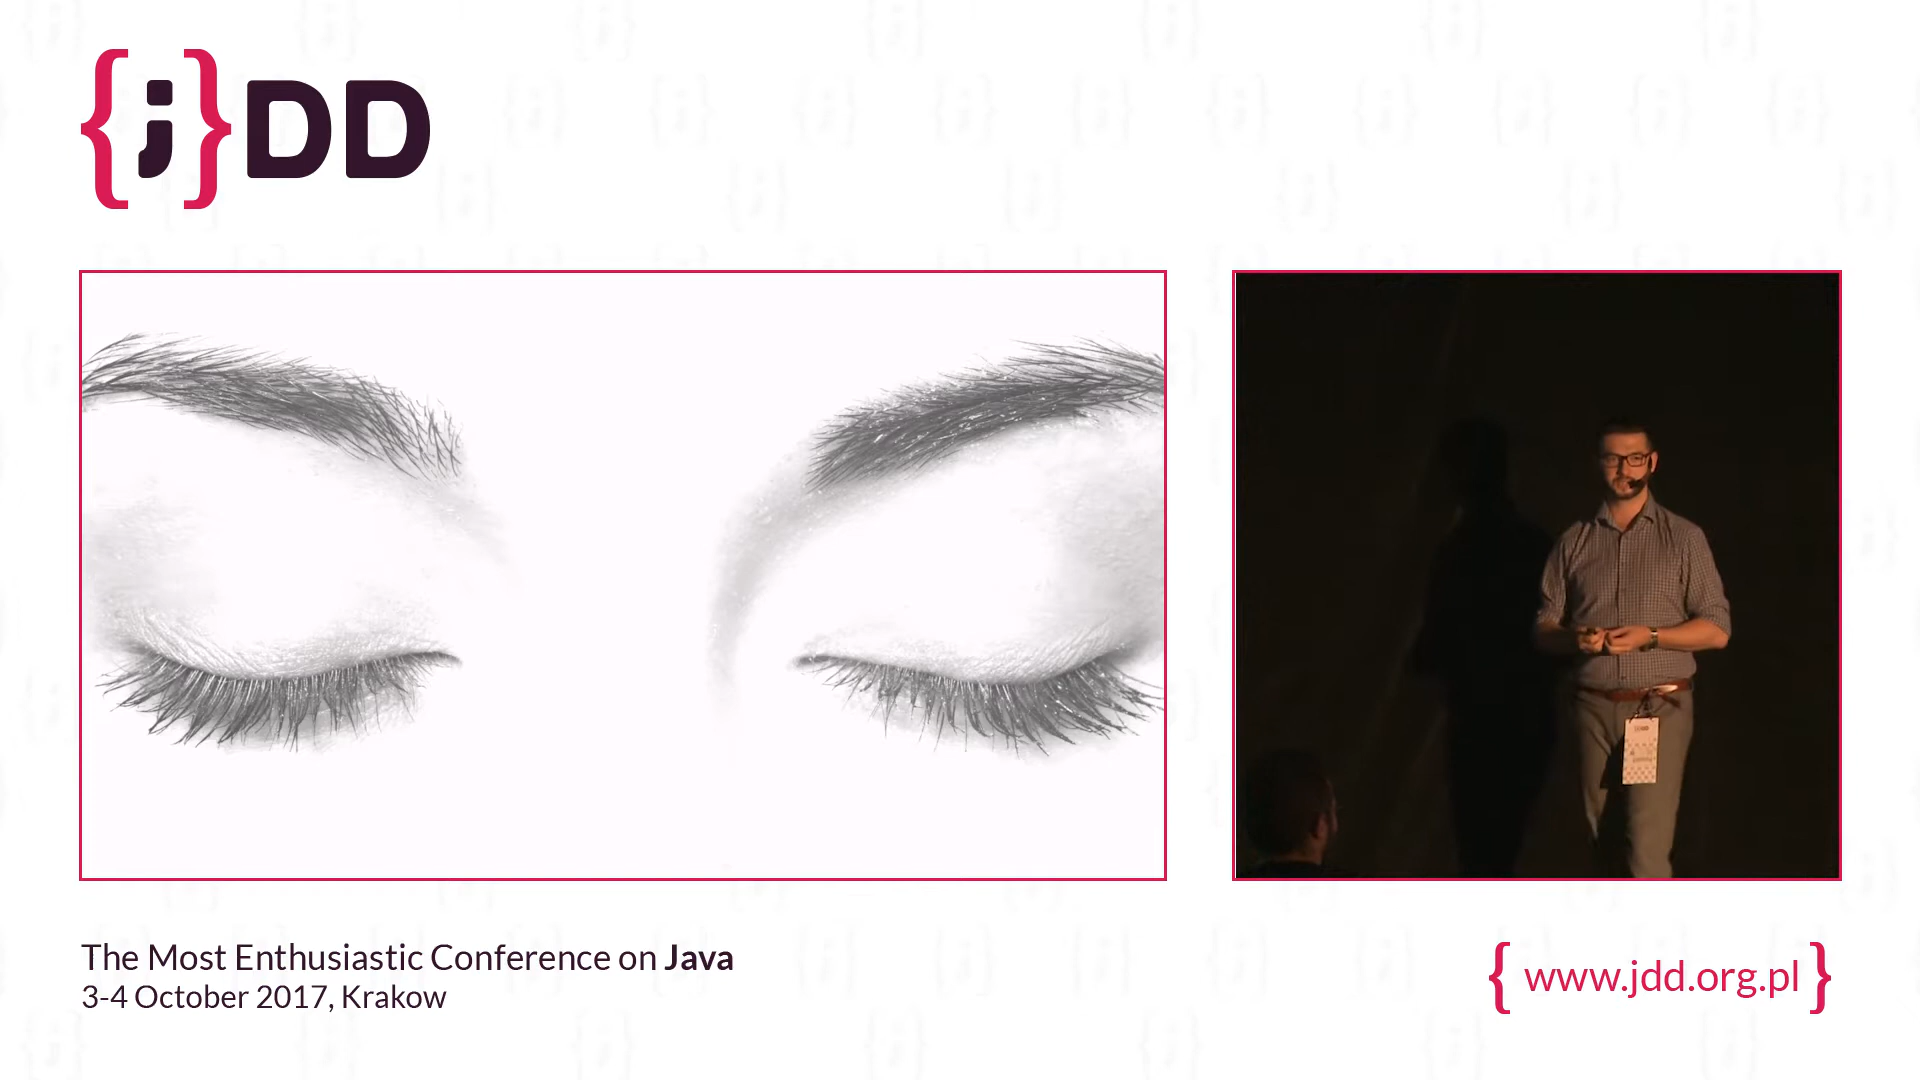 {;}DD
The Most Enthusiastic Conference on Java
3-4 October 2017, Krakow
{ www.jdd.org.pl }